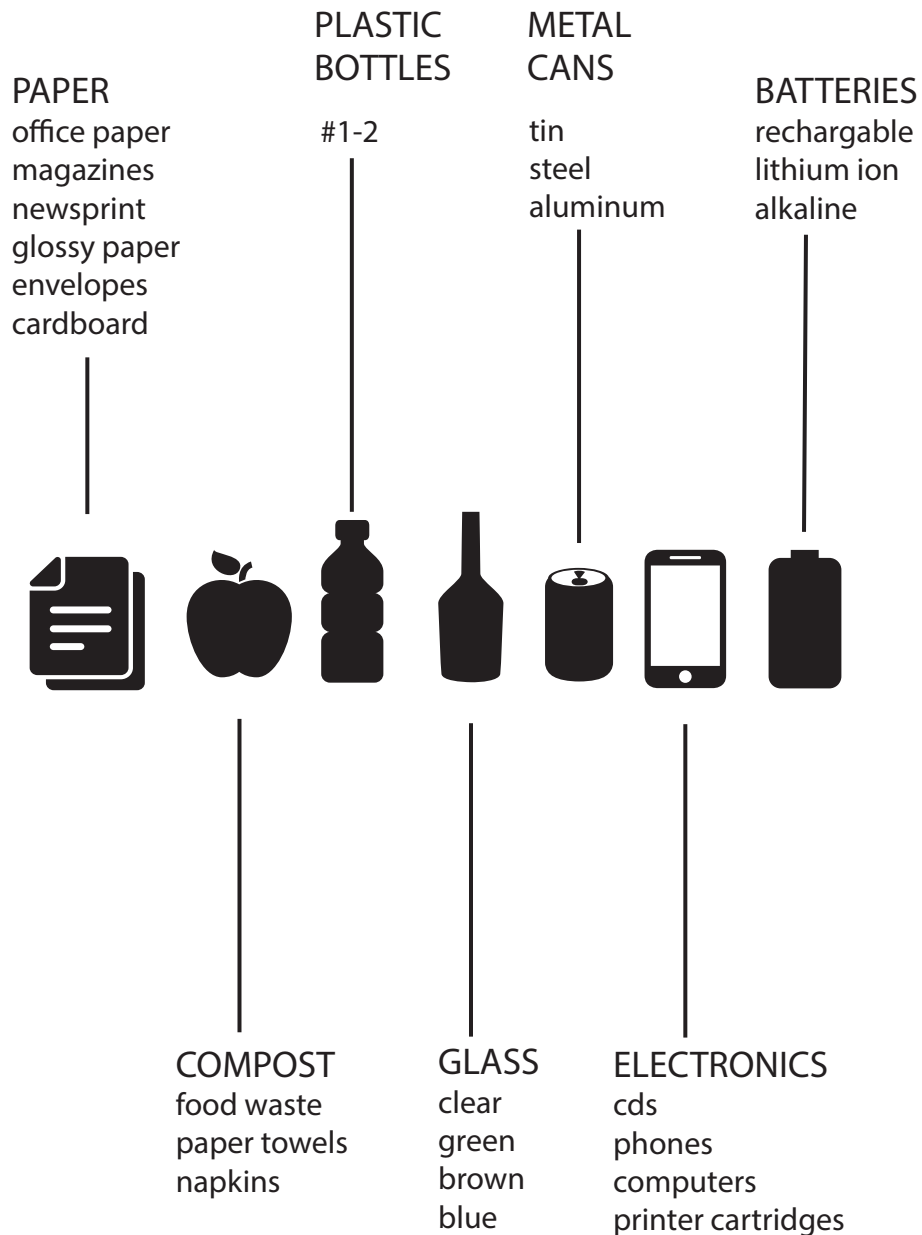 PAPER
office paper
magazines
newsprint
glossy paper
envelopes
cardboard
PLASTIC
BOTTLES
#1-2
METAL
CANS
tin
steel
aluminum
BATTERIES
rechargable
lithium ion
alkaline
COMPOST
food waste
paper towels
napkins
GLASS
clear
green
brown
blue
ELECTRONICS
cds
phones
computers
printer cartridges